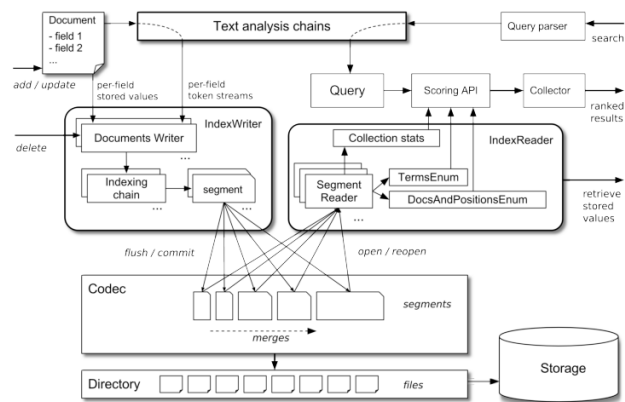 Document
- field 1
- field 2
...
add / update
Text analysis chains
Query parser
search
per-field
stored values
per-field
token streams
Query
Scoring API
Collector
ranked
results
delete
IndexWriter
Documents Writer
...
Indexing
chain
...
segment
...
IndexReader
Collection stats
Segment
Reader
...
TermsEnum
DocsAndPositionsEnum
retrieve
stored
values
flush / commit
open / reopen
Codec
segments
merges
Directory
files
Storage